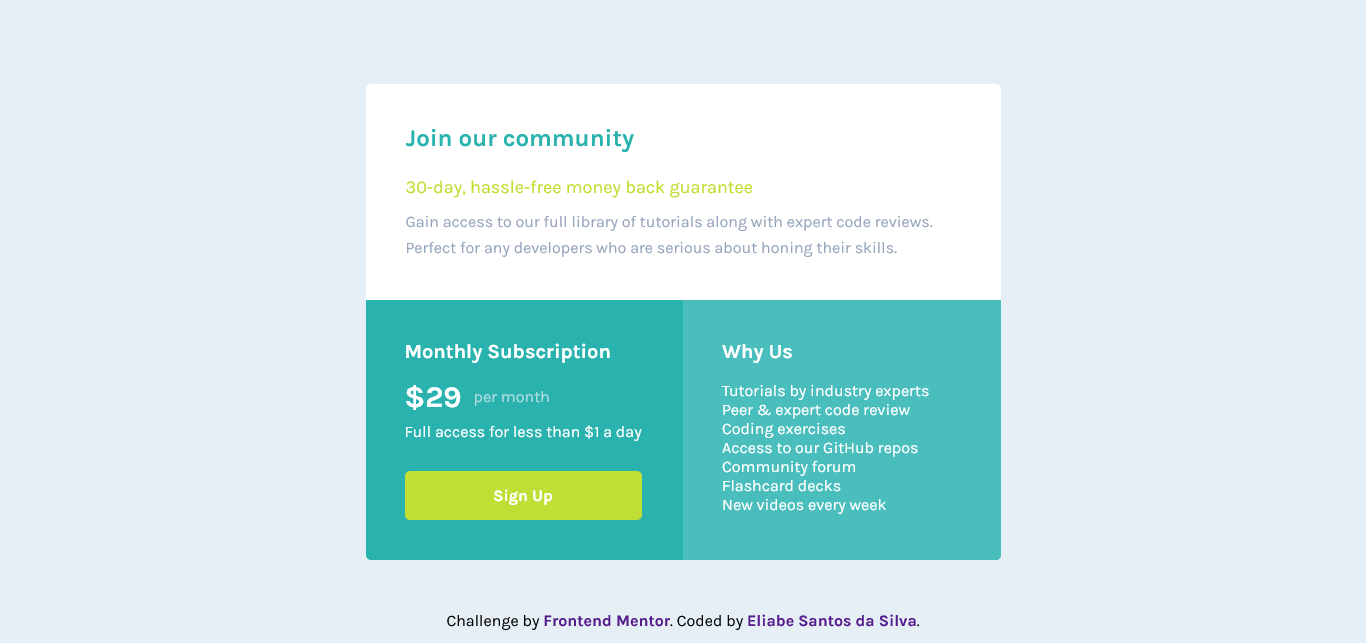 Join our community
30-day, hassle-free money back guarantee
Gain access to our full library of tutorials along with expert code reviews.
Perfect for any developers who are serious about honing their skills.
Monthly Subscription
$29 per month
Full access for less than $1 a day
Sign Up
Why Us
Tutorials by industry experts
Peer & expert code review
Coding exercises
Access to our GitHub repos
Community forum
Flashcard decks
New videos every week
Challenge by Frontend Mentor. Coded by Eliabe Santos da Silva.